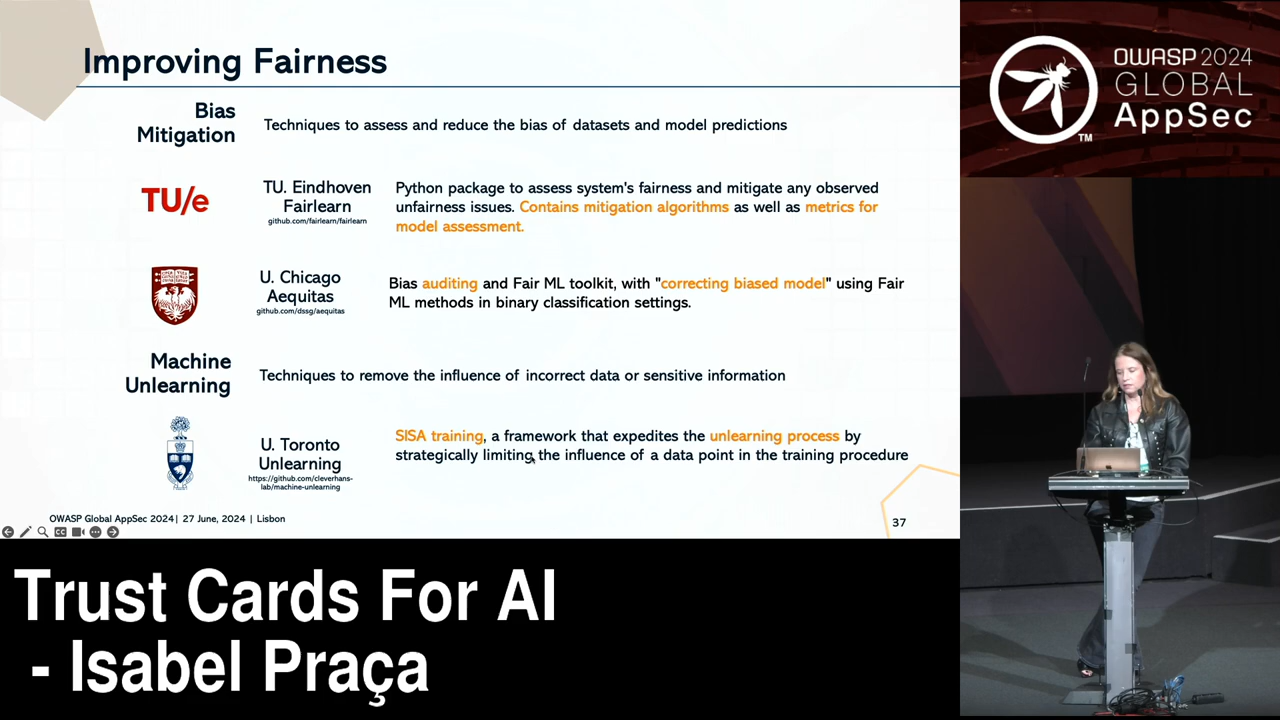 Improving Fairness
Bias
Mitigation
Techniques to assess and reduce the bias of datasets and model predictions
TU/e
TU. Eindhoven
Fairlearn
github.com/fairlearn/fairlearn
Python package to assess system's fairness and mitigate any observed
unfairness issues. Contains mitigation algorithms as well as metrics for
model assessment.
U. Chicago
Aequitas
github.com/dssg/aequitas
Bias auditing and Fair ML toolkit, with "correcting biased model" using Fair
ML methods in binary classification settings.
Machine
Unlearning
Techniques to remove the influence of incorrect data or sensitive information
U. Toronto
Unlearning
https://github.com/cleverhans-
lab/machine-unlearning
SISA training, a framework that expedites the unlearning process by
strategically limiting the influence of a data point in the training procedure
OWASP Global AppSec 2024| 27 June, 2024 | Lisbon
37
CC
OWASP 2024
GLOBAL
AppSec
TM
Trust Cards For AI
- Isabel Praça